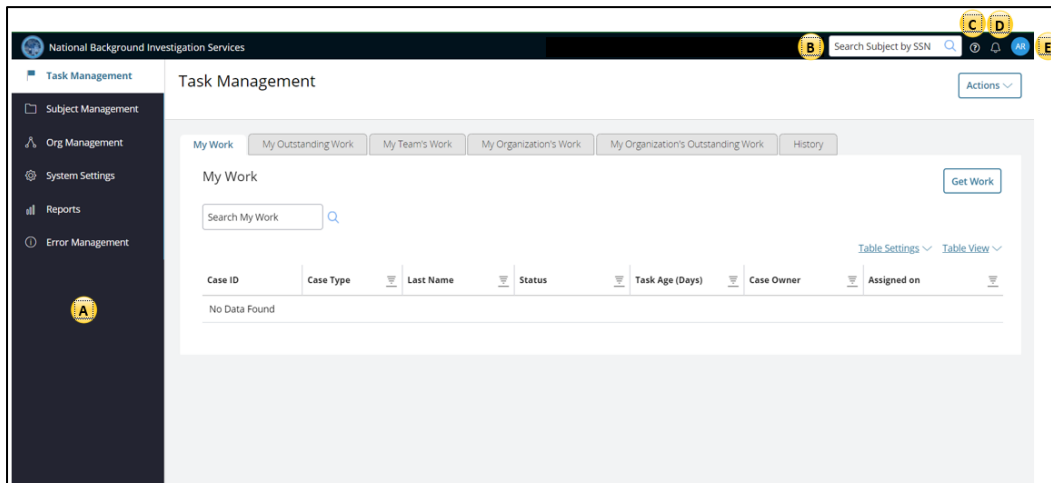 C D
National Background Investigation Services
B
Search Subject by SSN
AR
E
Task Management
Subject Management
Org Management
System Settings
Reports
Error Management
A
Task Management
Actions
My Work My Outstanding Work My Team's Work My Organization's Work My Organization's Outstanding Work History
My Work
Get Work
Search My Work
Table Settings Table View
Case ID Case Type Last Name Status Task Age (Days) Case Owner Assigned on
No Data Found